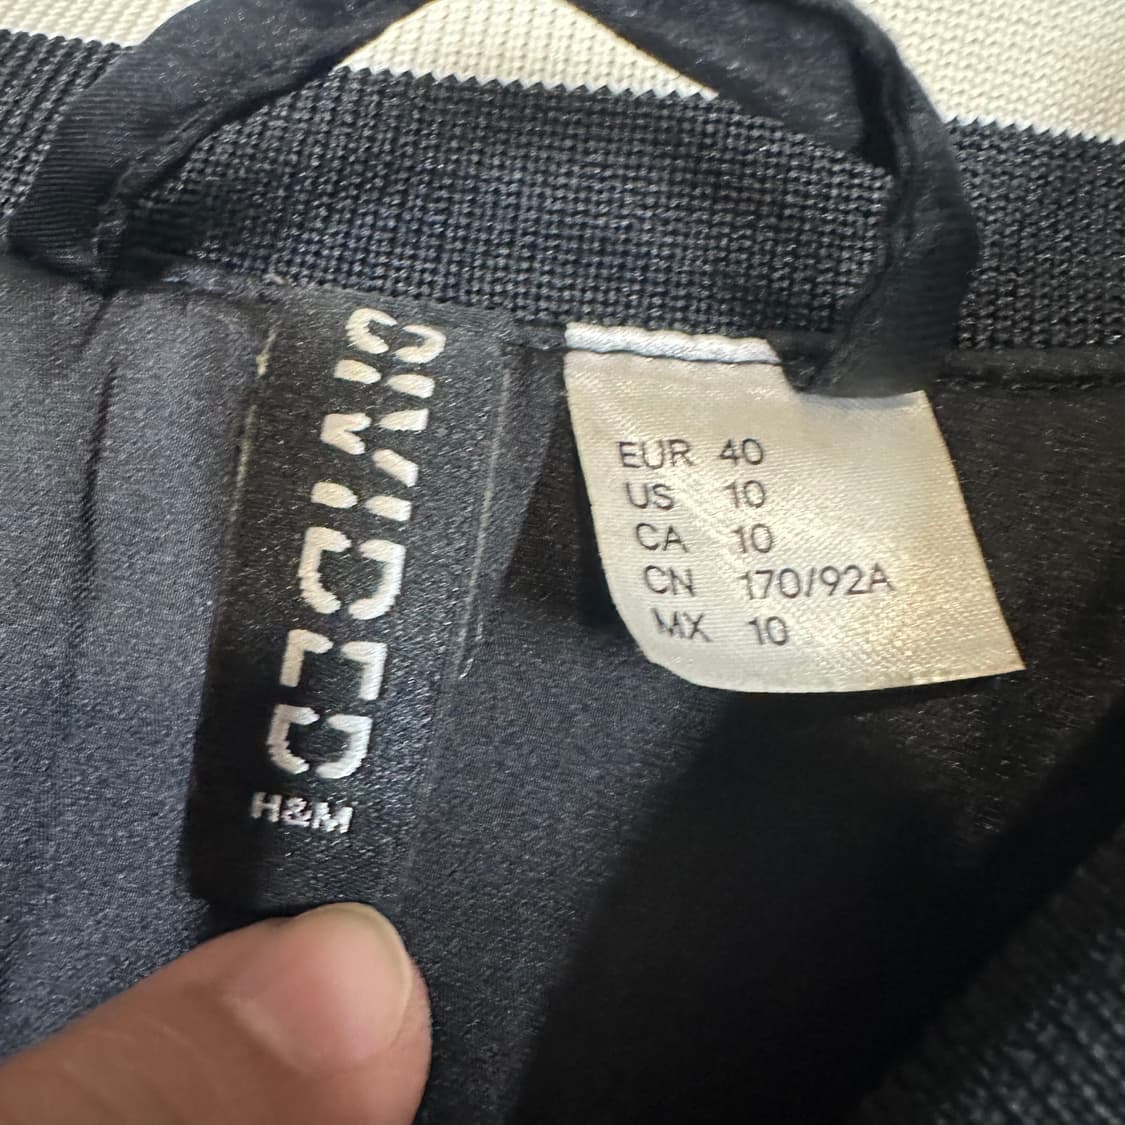 DIVIDED
H&M
EUR 40
US 10
CA 10
CN 170/92A
MX 10